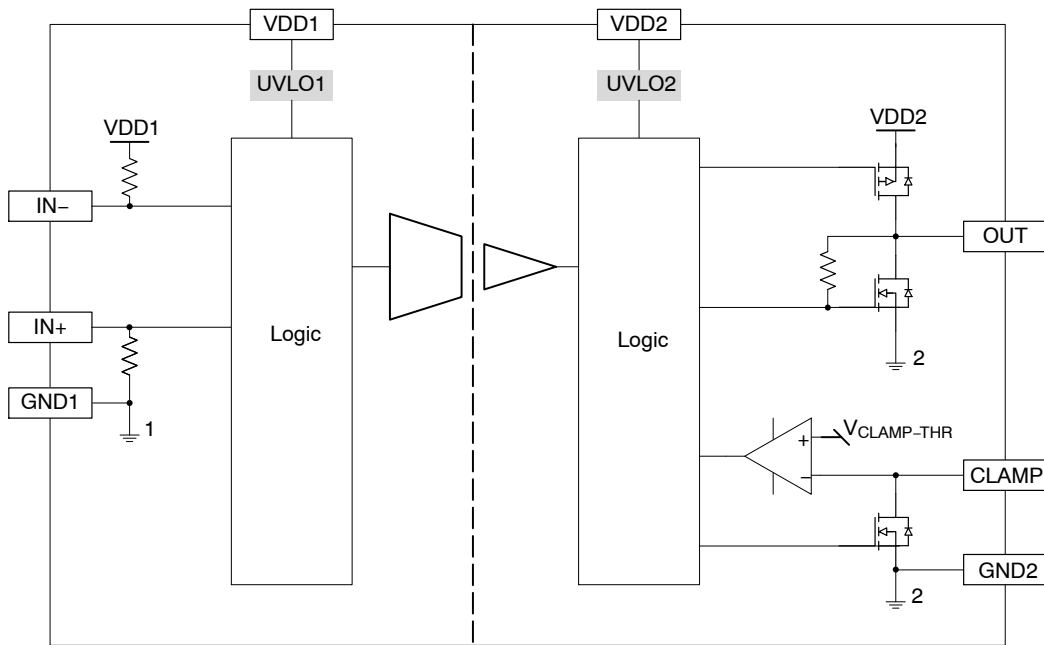 VDD1
VDD2
UVLO1
UVLO2
VDD1
VDD2
IN−
OUT
IN+
Logic
Logic
2
GND1
1
+
VCLAMP−THR
−
CLAMP
GND2
2